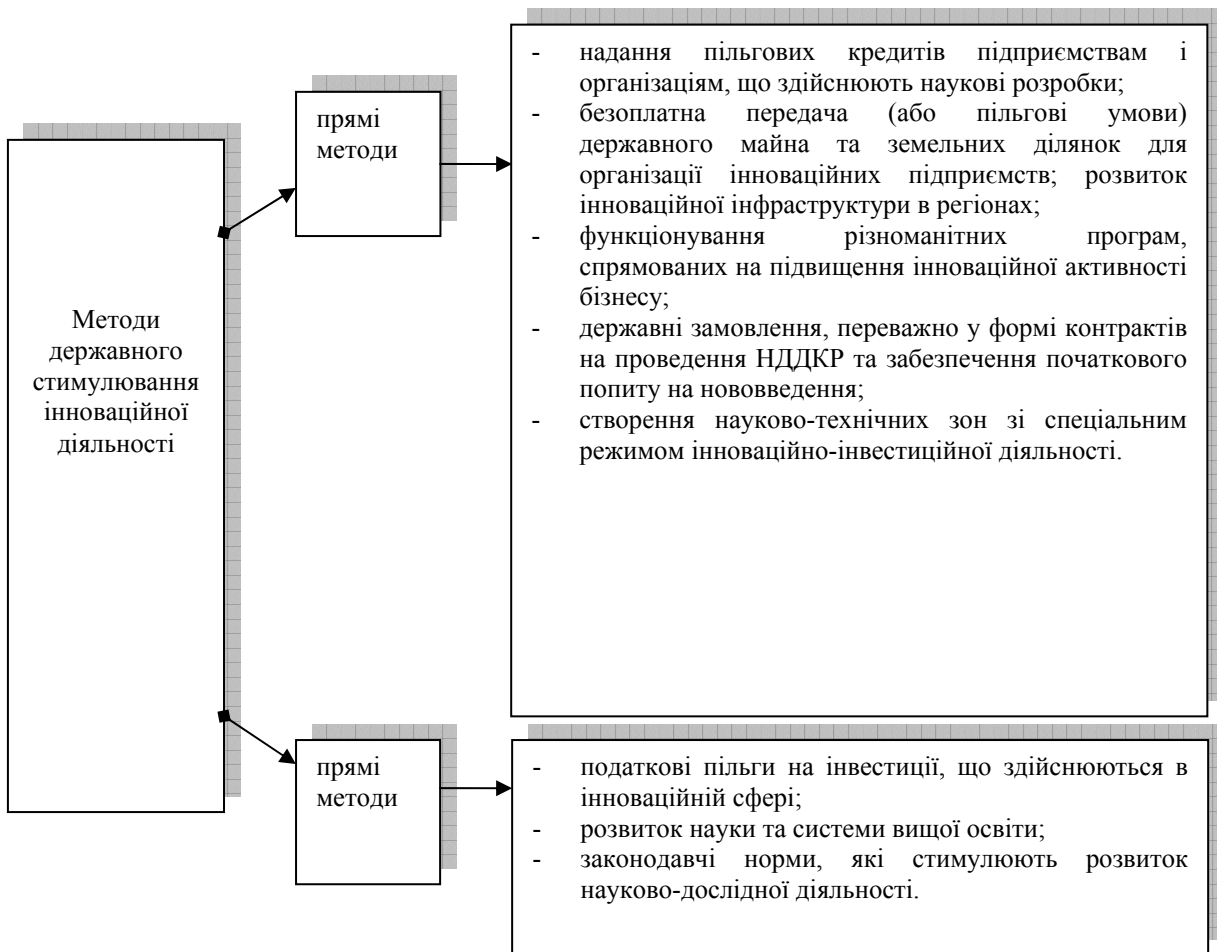 Методи
державного
стимулювання
інноваційної
діяльності
прямі
методи
- надання пільгових кредитів підприємствам і
організаціям, що здійснюють наукові розробки;
- безоплатна передача (або пільгові умови)
державного майна та земельних ділянок для
організації інноваційних підприємств; розвиток
інноваційної інфраструктури в регіонах;
- функціонування різноманітних програм,
спрямованих на підвищення інноваційної активності
бізнесу;
- державні замовлення, переважно у формі контрактів
на проведення НДДКР та забезпечення початкового
попиту на нововведення;
- створення науково-технічних зон зі спеціальним
режимом інноваційно-інвестиційної діяльності.
прямі
методи
- податкові пільги на інвестиції, що здійснюються в
інноваційній сфері;
- розвиток науки та системи вищої освіти;
- законодавчі норми, які стимулюють розвиток
науково-дослідної діяльності.